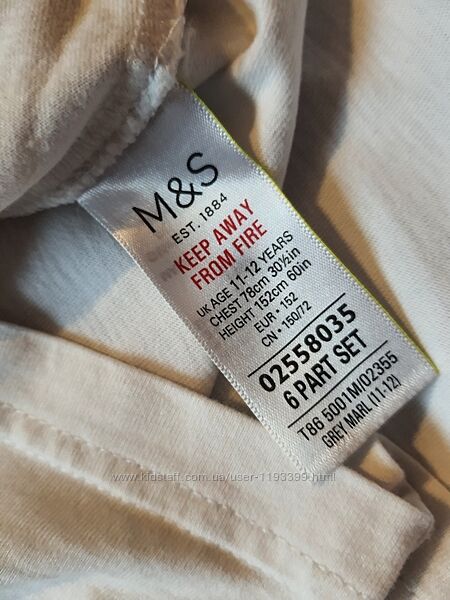 M&S
EST. 1884
KEEP AWAY
FROM FIRE
UK AGE 11-12 YEARS
CHEST 76cm 30½in
HEIGHT 152cm 60in
EUR • 152
CN • 150/72
02558035
6 PART SET
T86 5001M/02355
GREY MARL (11-12)
www.kidstaff.com.ua/user-1193399.html